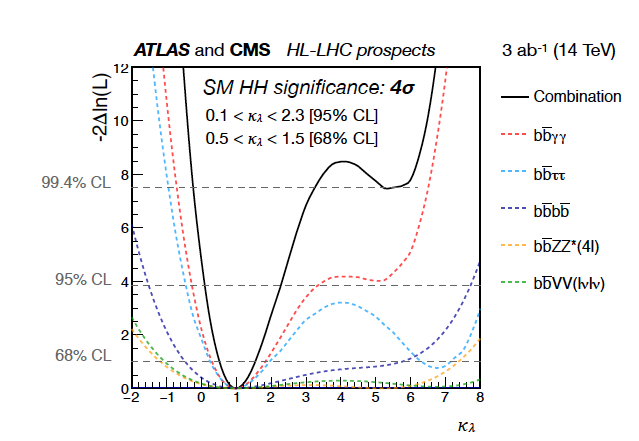 ATLAS and CMS HL-LHC prospects 3 ab⁻¹ (14 TeV)
SM HH significance: 4σ
0.1 < κλ < 2.3 [95% CL]
0.5 < κλ < 1.5 [68% CL]
-2Δln(L)
12
10
8
6
4
2
0
99.4% CL
95% CL
68% CL
−2 −1 0 1 2 3 4 5 6 7 8
κλ
Combination
bb̅γγ
bb̅ττ
bb̅bb̅
bb̅ZZ*(4l)
bb̅VV(lνlν)